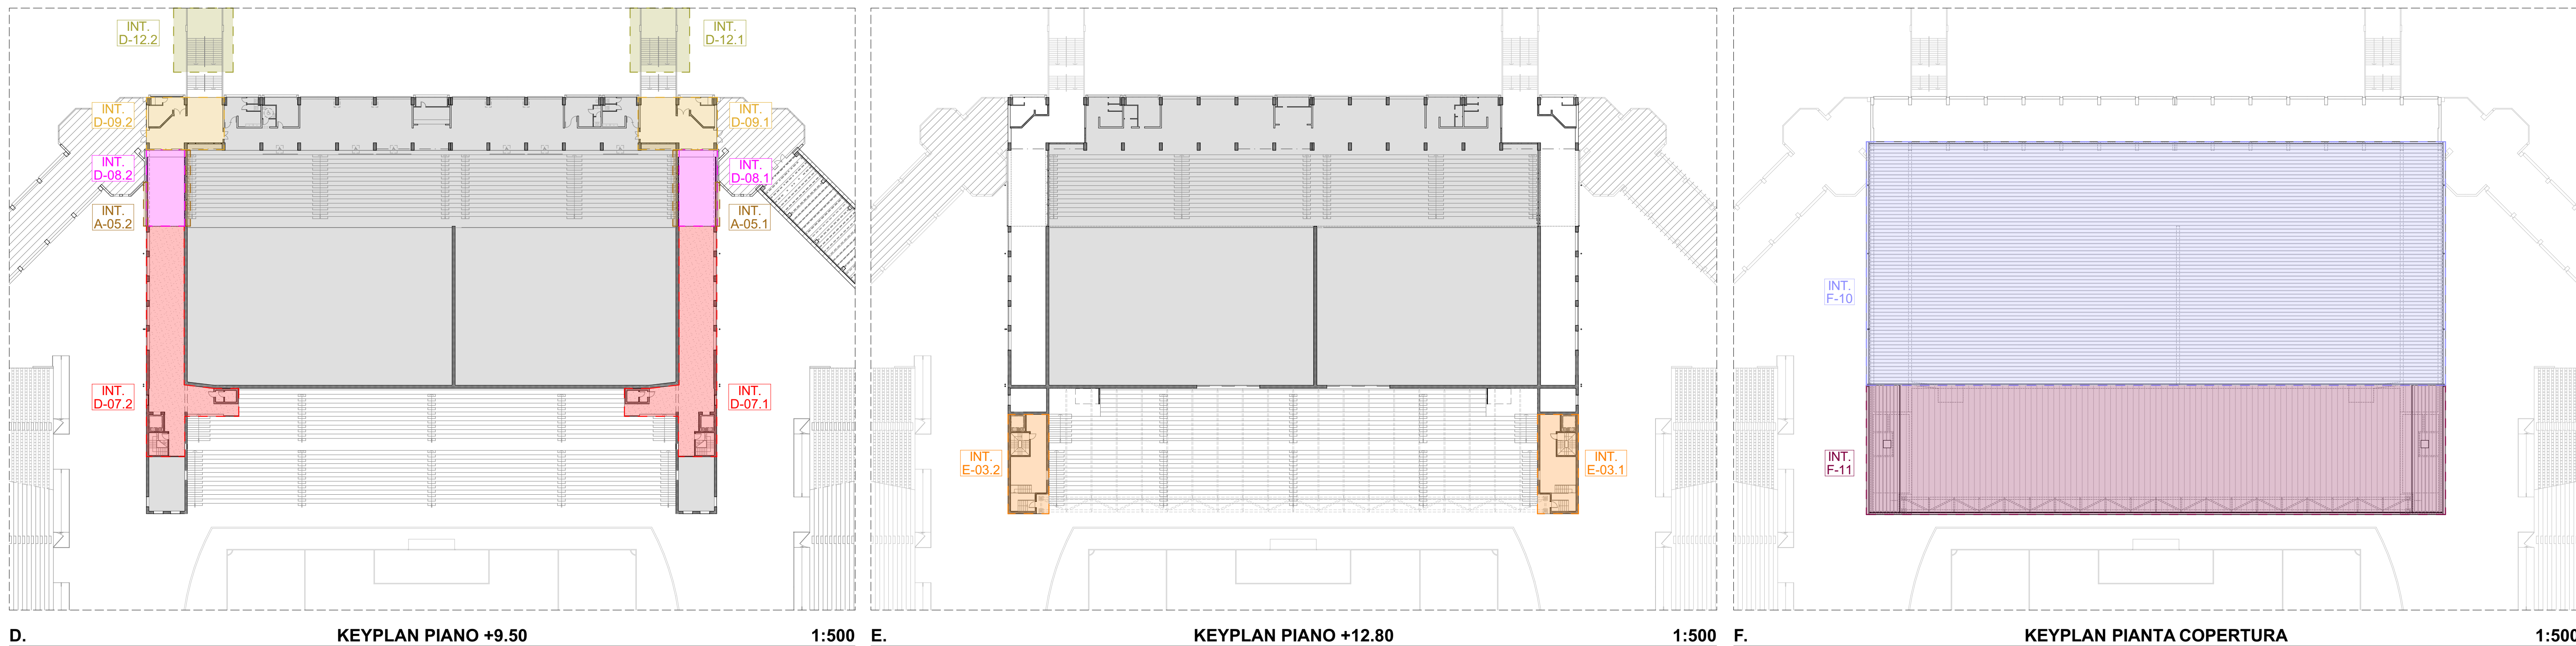 INT.
D-12.2
INT.
D-12.1
INT.
D-09.2
INT.
D-09.1
INT.
D-08.2
INT.
D-08.1
INT.
A-05.2
INT.
A-05.1
INT.
D-07.2
INT.
D-07.1
D. KEYPLAN PIANO +9.50 1:500
INT.
E-03.2
INT.
E-03.1
E. KEYPLAN PIANO +12.80 1:500
INT.
F-10
INT.
F-11
F. KEYPLAN PIANTA COPERTURA 1:500